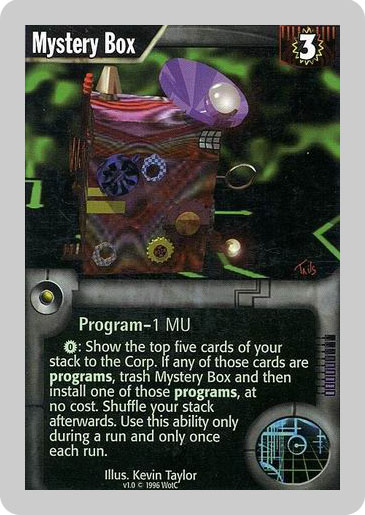 Mystery Box
3
Program-1 MU
0: Show the top five cards of your
stack to the Corp. If any of those cards are
programs, trash Mystery Box and then
install one of those programs, at
no cost. Shuffle your stack
afterwards. Use this ability only
during a run and only once
each run.
Illus. Kevin Taylor
v1.0 © 1996 WotC